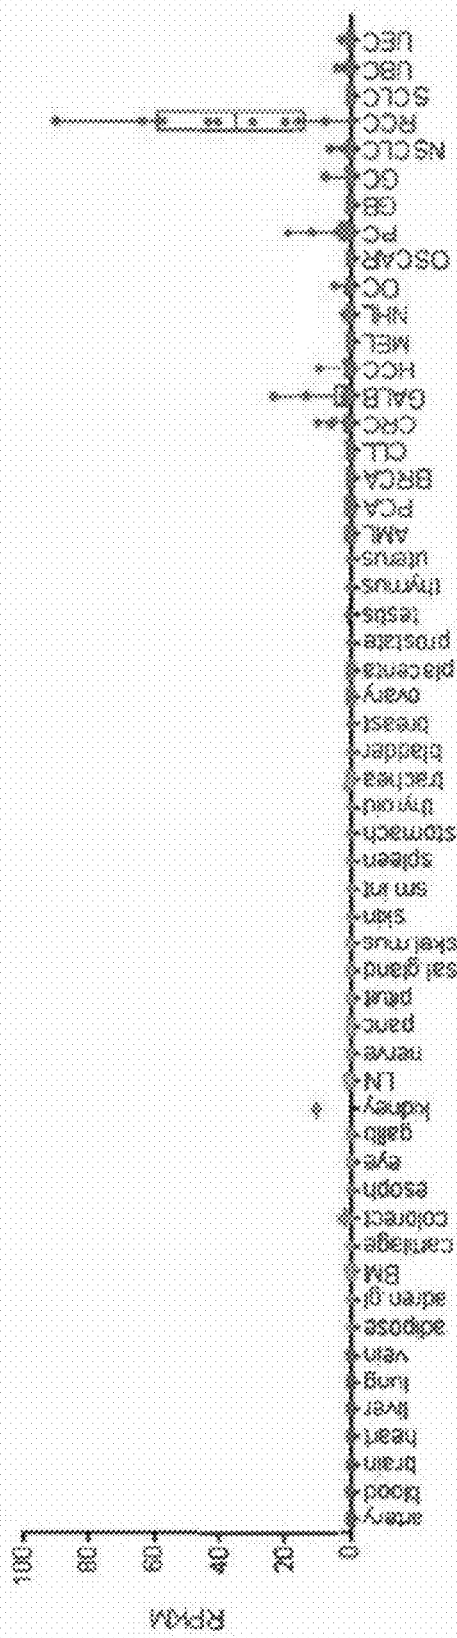 RPKM
100
80
60
40
20
0
artery
blood
brain
heart
liver
lung
vein
adipose
adren gl
BM
cartilage
colorect
esoph
eye
gallb
kidney
LN
nerve
panc
pituit
sal gland
skel mus
skin
sm int
spleen
stomach
thyroid
trachea
bladder
breast
ovary
placenta
prostate
testis
thymus
uterus
AML
PCA
BRCA
CLL
CRC
GALB
HCC
MEL
NHL
OC
OSCAR
PC
GB
GC
NSCLC
RCC
SCLC
UBC
UEC